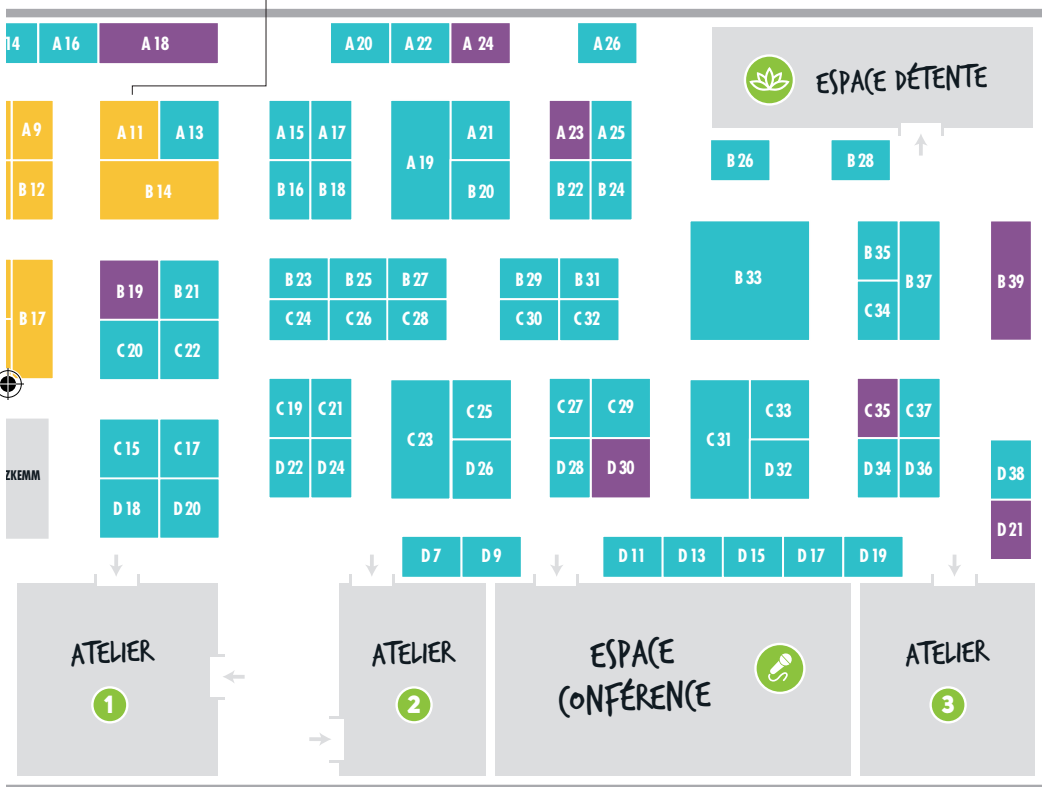 14 A 16 A 18 A 20 A 22 A 24 A 26
ESPACE DÉTENTE
A 9 A 11 A 13 A 15 A 17 A 19 A 21 A 23 A 25
B 26 B 28
B 12 B 14 B 16 B 18 B 20 B 22 B 24
B 35
B 19 B 21 B 23 B 25 B 27 B 29 B 31 B 33 B 37 B 39
B 17 C 24 C 26 C 28 C 30 C 32 C 34
C 20 C 22
C 19 C 21 C 25 C 27 C 29 C 33 C 35 C 37
C 15 C 17 C 23 C 31
ZKEMM D 22 D 24 D 26 D 28 D 30 D 32 D 34 D 36 D 38
D 18 D 20 D 21
D 7 D 9 D 11 D 13 D 15 D 17 D 19
ATELIER
1
ATELIER
2
ESPACE
CONFÉRENCE
ATELIER
3